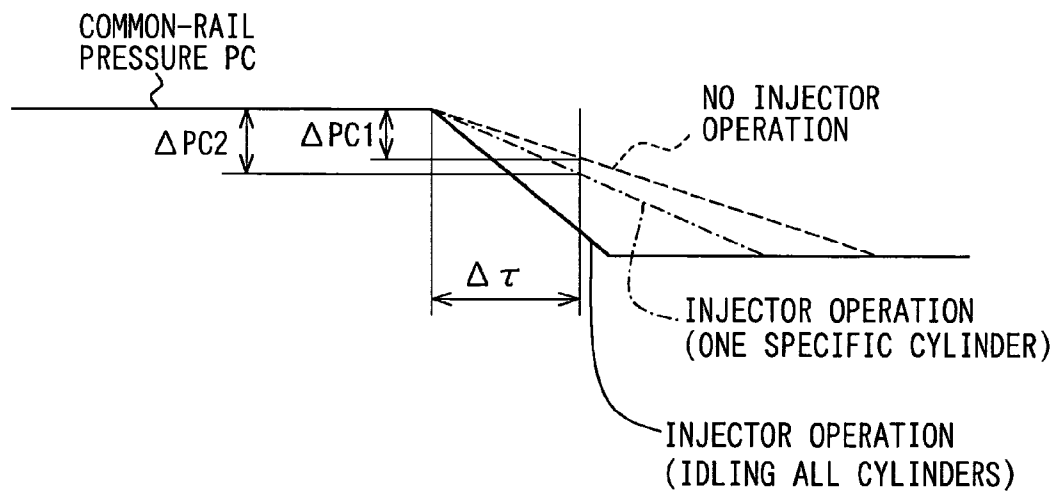 COMMON-RAIL
PRESSURE PC
NO INJECTOR
OPERATION
ΔPC2
ΔPC1
Δτ
INJECTOR OPERATION
(ONE SPECIFIC CYLINDER)
INJECTOR OPERATION
(IDLING ALL CYLINDERS)